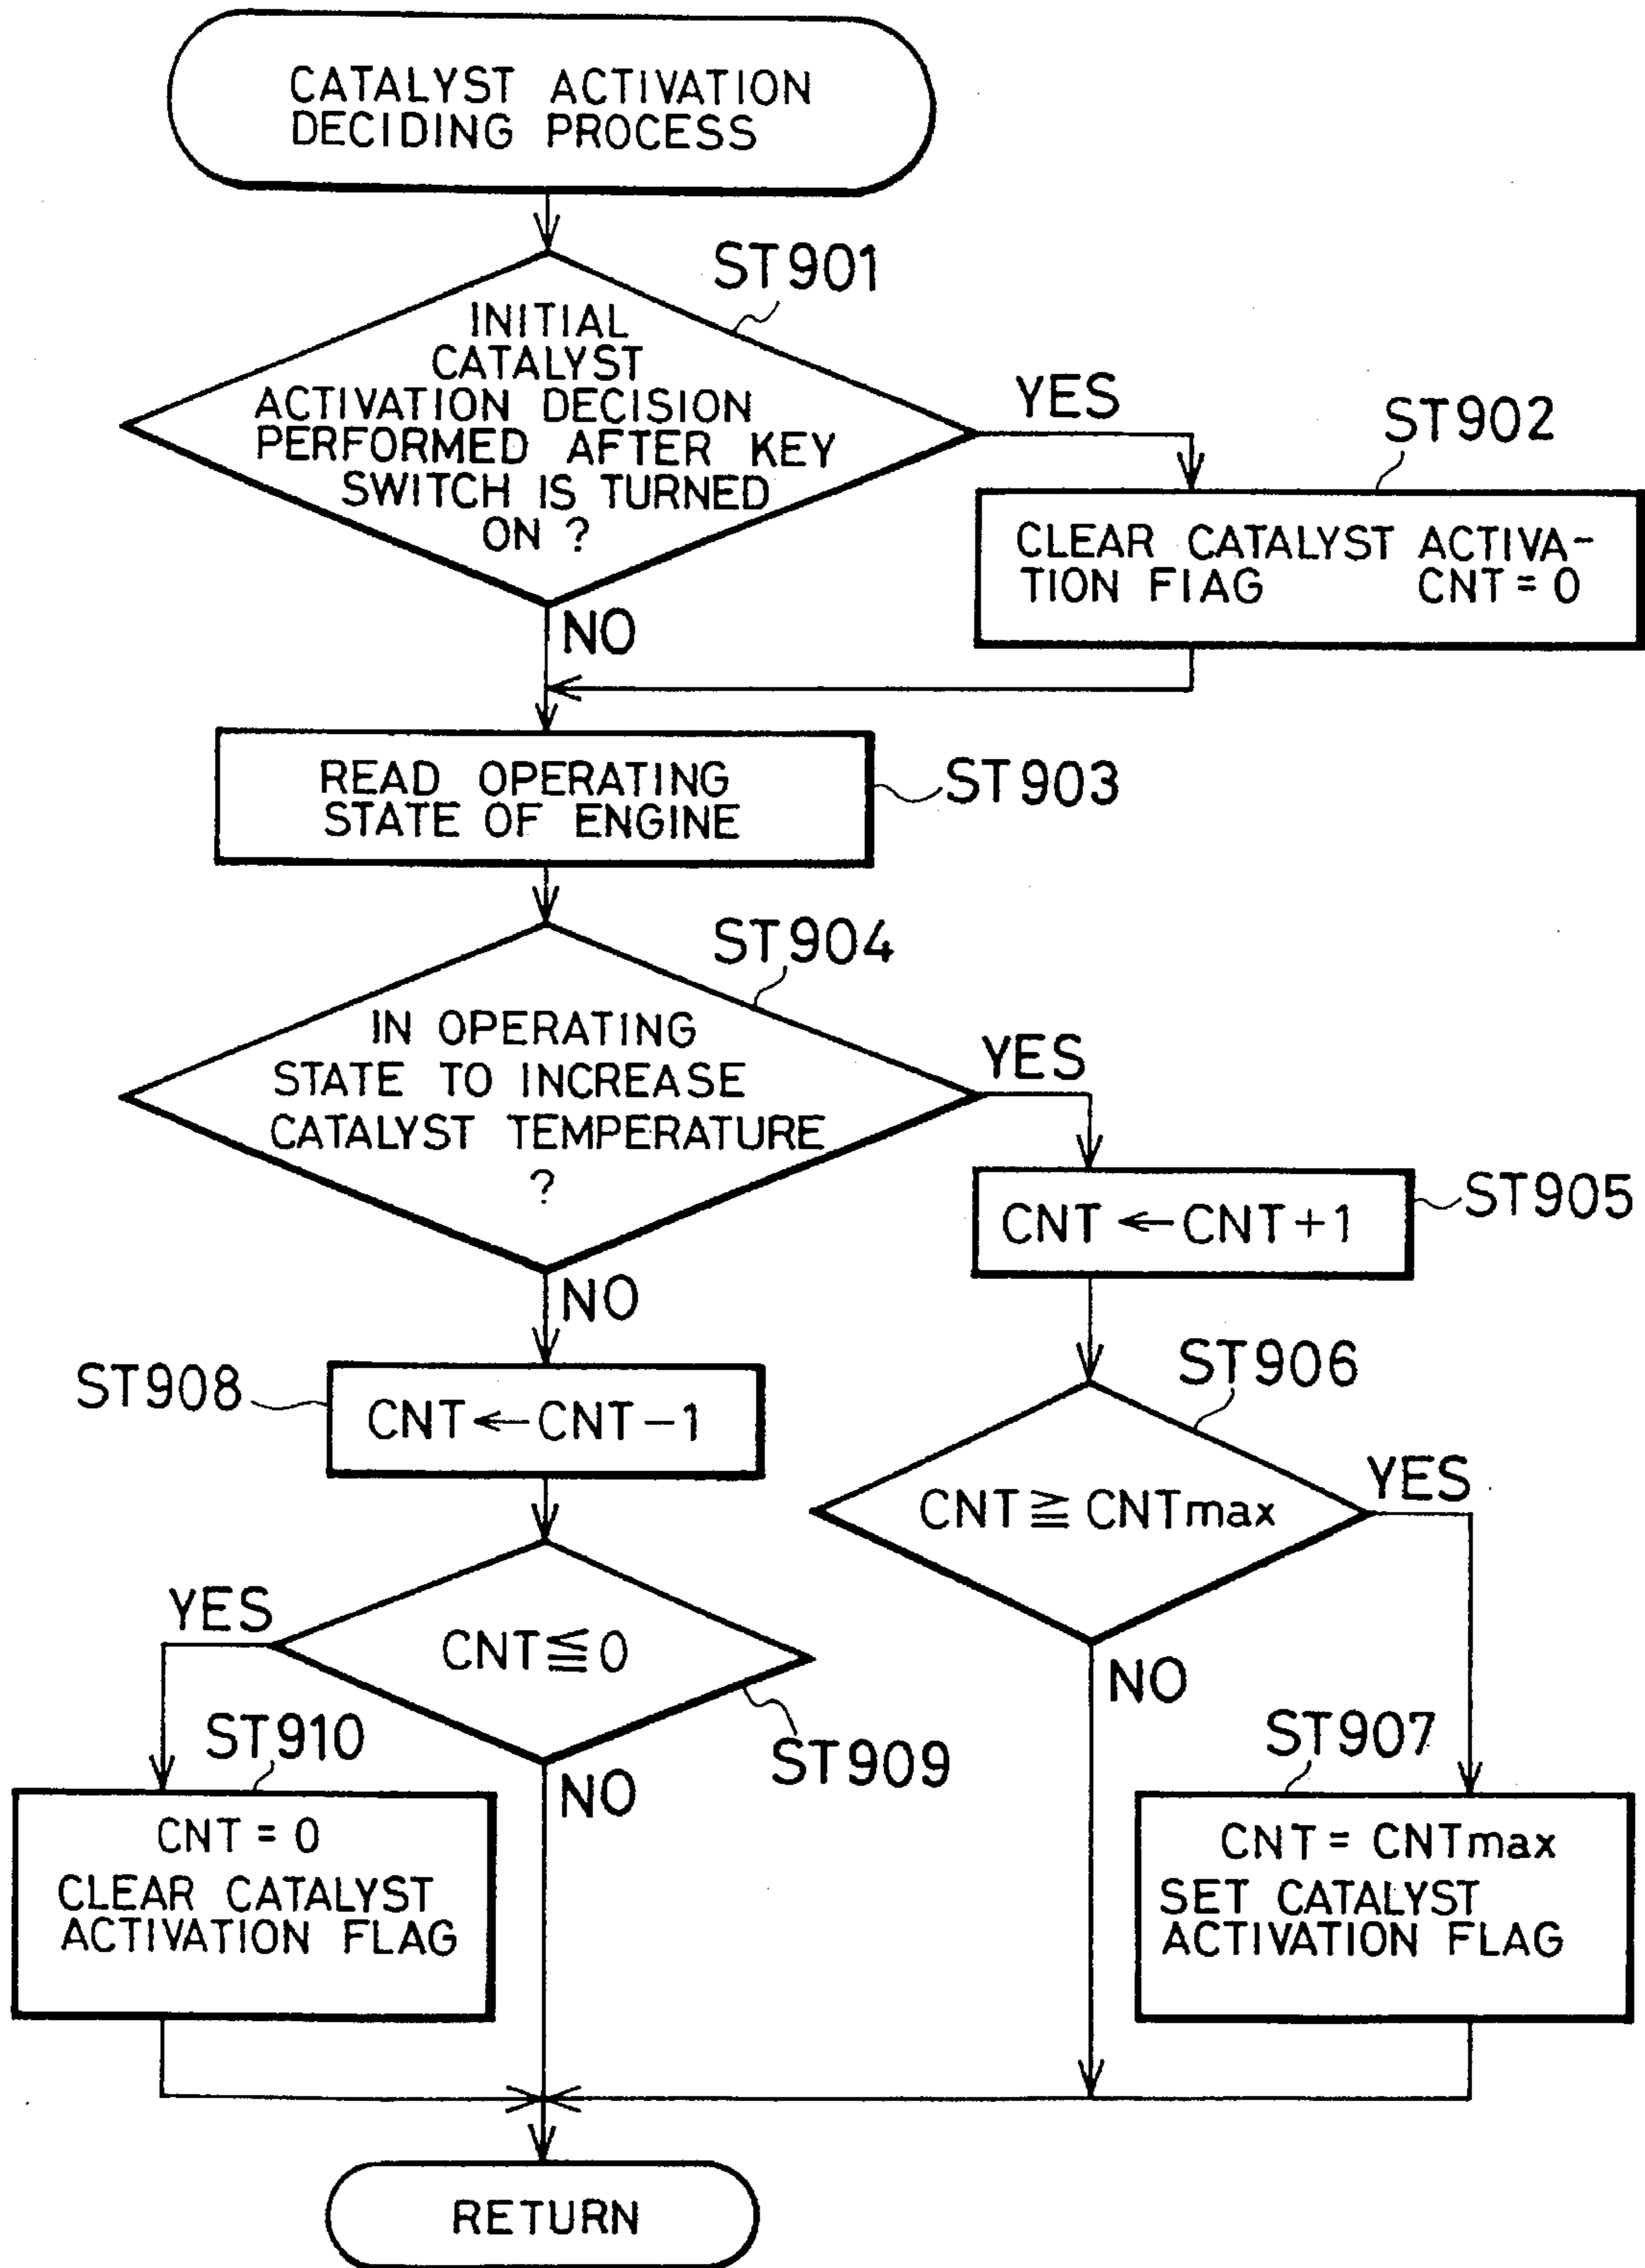 CATALYST ACTIVATION
DECIDING PROCESS
ST901
INITIAL
CATALYST
ACTIVATION DECISION
PERFORMED AFTER KEY
SWITCH IS TURNED
ON ?
YES
ST902
CLEAR CATALYST ACTIVA-
TION FIAG CNT = 0
NO
READ OPERATING
STATE OF ENGINE
ST903
ST904
IN OPERATING
STATE TO INCREASE
CATALYST TEMPERATURE
?
YES
CNT ← CNT + 1
ST905
NO
ST908
CNT ← CNT - 1
ST906
CNT ≧ CNTmax
YES
YES
CNT ≦ 0
NO
ST910
ST909
ST907
NO
CNT = 0
CLEAR CATALYST
ACTIVATION FLAG
CNT = CNTmax
SET CATALYST
ACTIVATION FLAG
RETURN